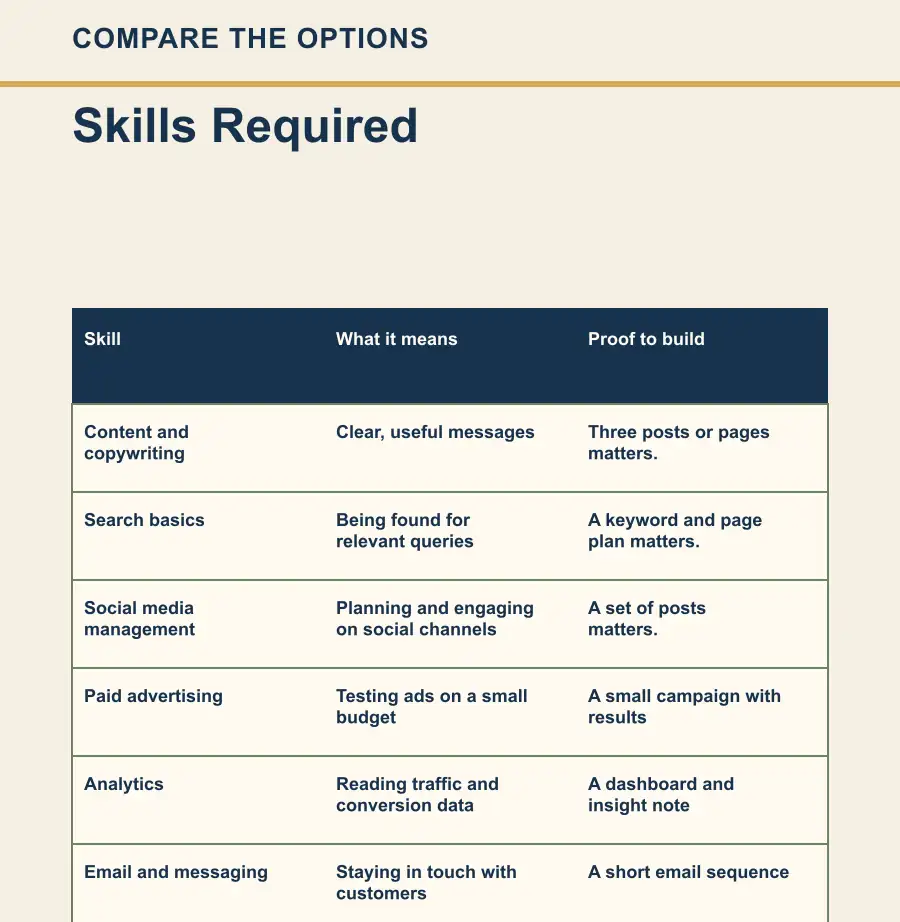 COMPARE THE OPTIONS
Skills Required
Skill
What it means
Proof to build
Content and
copywriting
Clear, useful messages
Three posts or pages
matters.
Search basics
Being found for
relevant queries
A keyword and page
plan matters.
Social media
management
Planning and engaging
on social channels
A set of posts
matters.
Paid advertising
Testing ads on a small
budget
A small campaign with
results
Analytics
Reading traffic and
conversion data
A dashboard and
insight note
Email and messaging
Staying in touch with
customers
A short email sequence